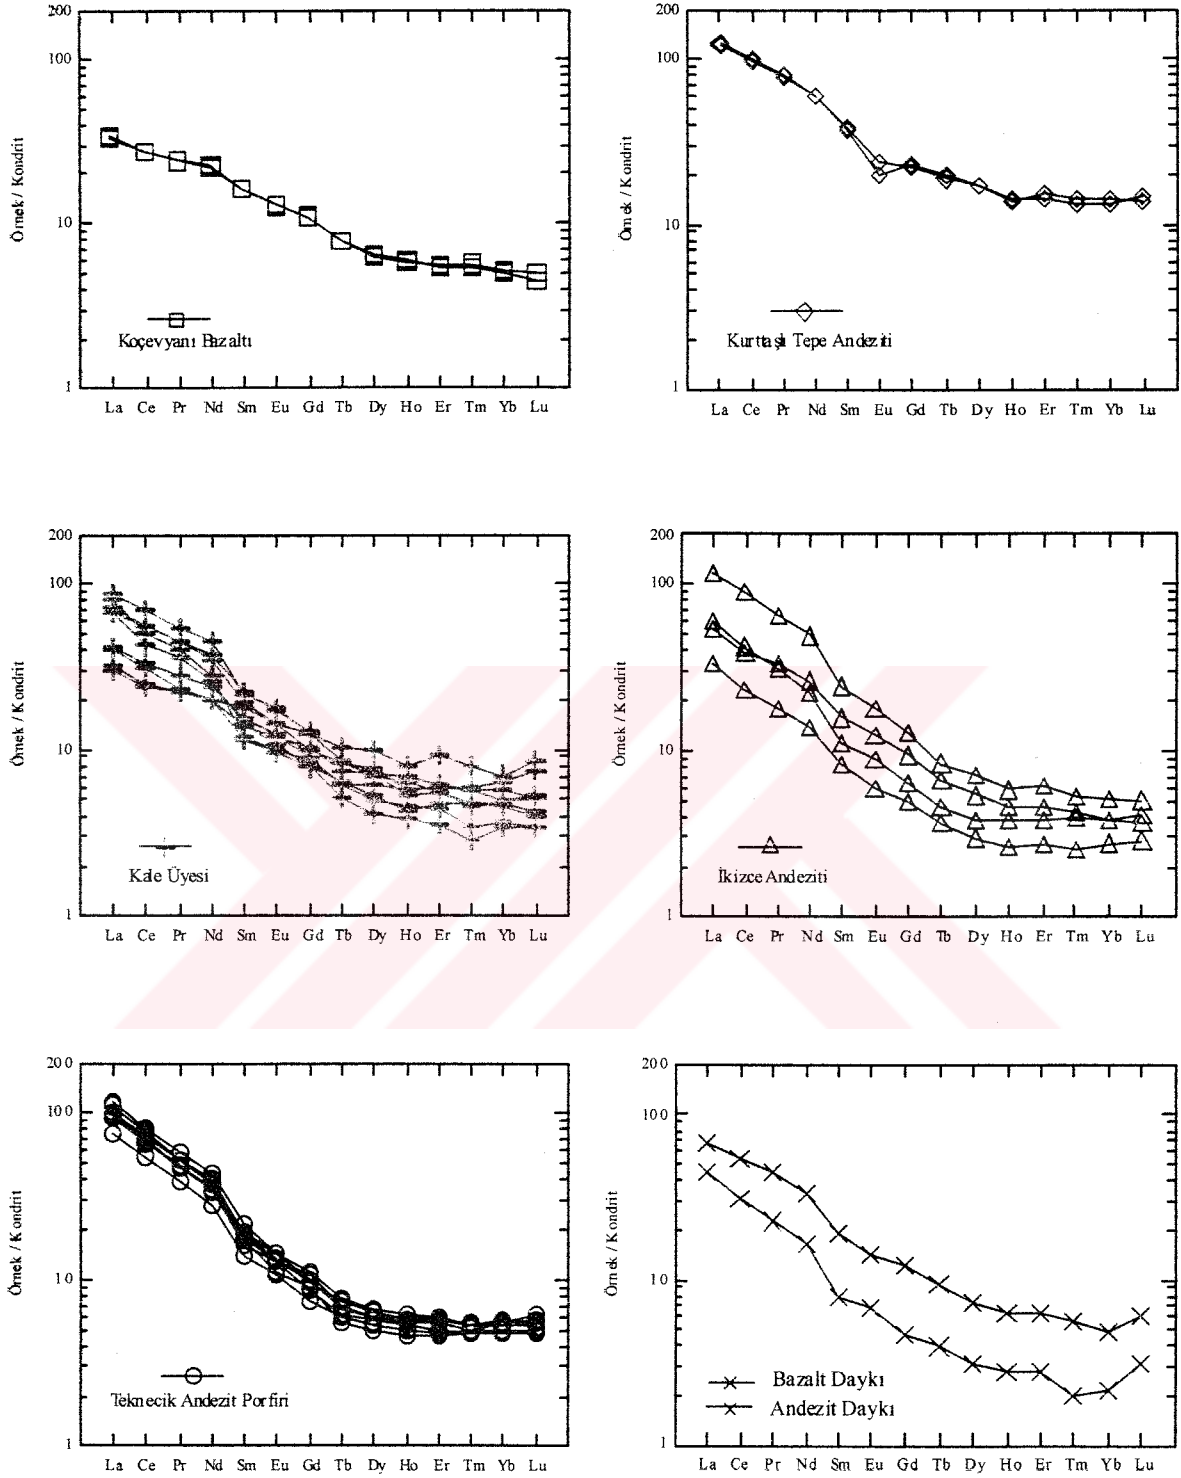 200
100
10
1
Örnek / Kondrit
Koçevyanı Bazaltı
La Ce Pr Nd Sm Eu Gd Tb Dy Ho Er Tm Yb Lu
200
100
10
1
Örnek / Kondrit
Kurttaşlı Tepe Andeziti
La Ce Pr Nd Sm Eu Gd Tb Dy Ho Er Tm Yb Lu
200
100
10
1
Örnek / Kondrit
Kale Üyesi
La Ce Pr Nd Sm Eu Gd Tb Dy Ho Er Tm Yb Lu
200
100
10
1
Örnek / Kondrit
İkizce Andeziti
La Ce Pr Nd Sm Eu Gd Tb Dy Ho Er Tm Yb Lu
200
100
10
1
Örnek / Kondrit
Teknecik Andezit Porfiri
La Ce Pr Nd Sm Eu Gd Tb Dy Ho Er Tm Yb Lu
200
100
10
1
Örnek / Kondrit
Bazalt Daykı
Andezit Daykı
La Ce Pr Nd Sm Eu Gd Tb Dy Ho Er Tm Yb Lu